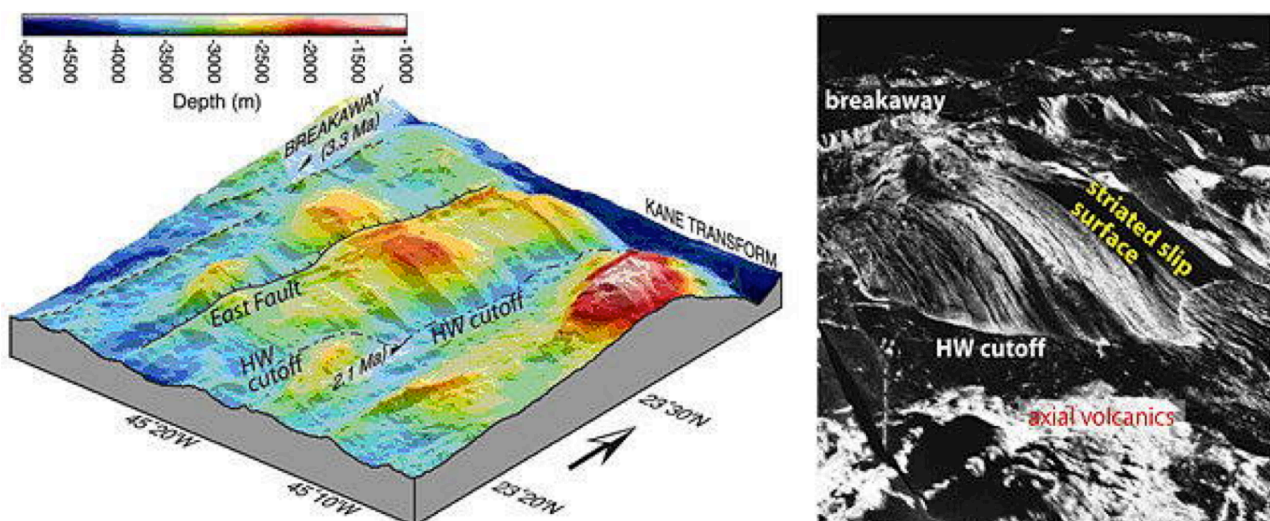 -5000
-4500
-4000
-3500
-3000
-2500
-2000
-1500
-1000
Depth (m)
BREAKAWAY
(3.3 Ma)
KANE TRANSFORM
East Fault
HW cutoff
HW
cutoff
2.1 Ma)
45°20'W
45°10'W
23°20'N
23°30'N
breakaway
striated slip
surface
HW cutoff
axial volcanics